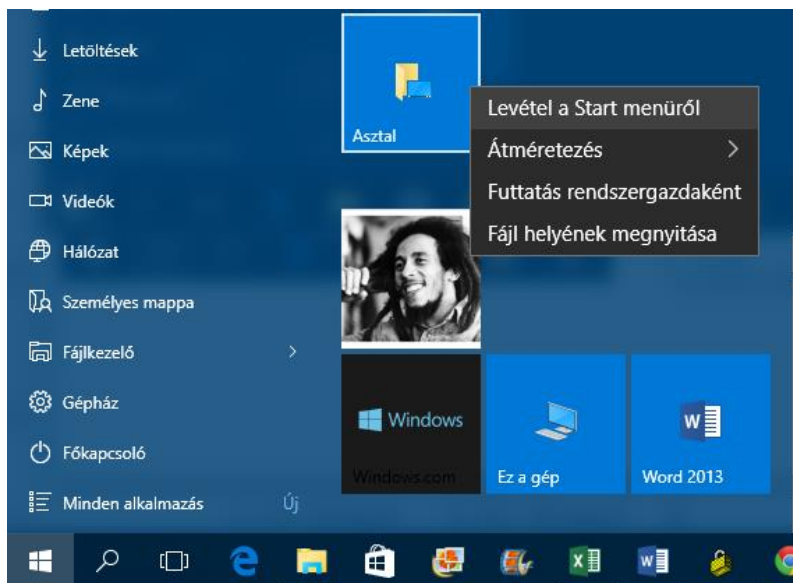 Letöltések
Zene
Képek
Videók
Hálózat
Személyes mappa
Fájlkezelő
Gépház
Főkapcsoló
Minden alkalmazás Új
Asztal
Levétel a Start menüről
Átméretezés
Futtatás rendszergazdaként
Fájl helyének megnyitása
Windows
Windows.com
Ez a gép
Word 2013